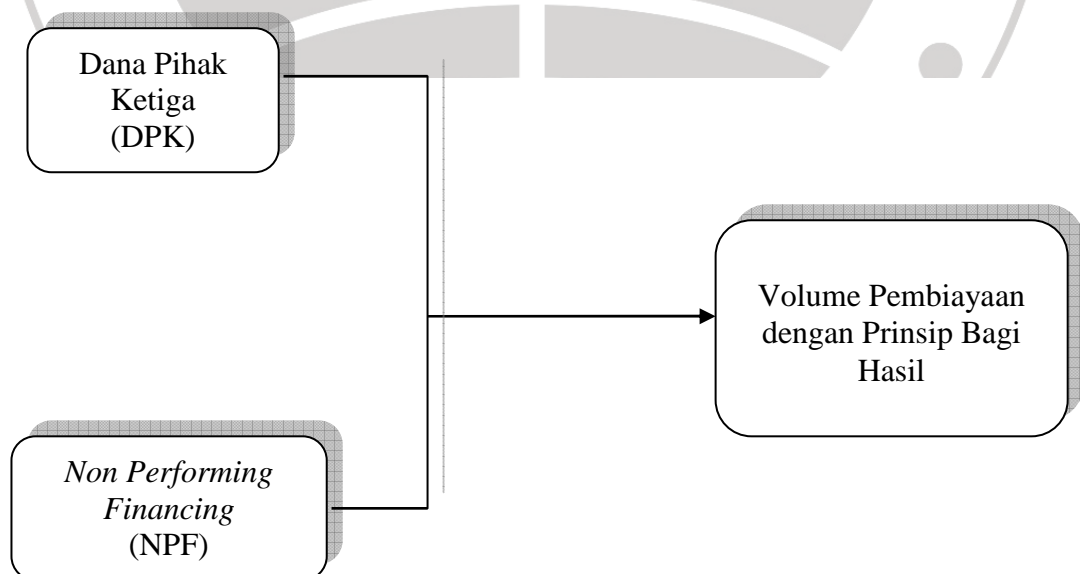 Dana Pihak
Ketiga
(DPK)
Volume Pembiayaan
dengan Prinsip Bagi
Hasil
Non Performing
Financing
(NPF)